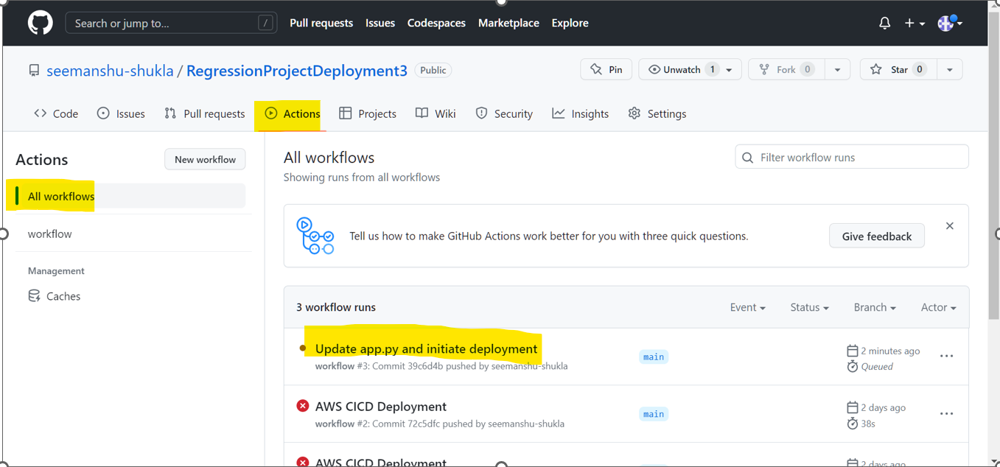 Search or jump to... /
Pull requests Issues Codespaces Marketplace Explore
seemanshu-shukla / RegressionProjectDeployment3 Public
Pin Unwatch 1 Fork 0 Star 0
Code Issues Pull requests Actions Projects Wiki Security Insights Settings
Actions
New workflow
All workflows
workflow
Management
Caches
All workflows
Showing runs from all workflows
Filter workflow runs
Tell us how to make GitHub Actions work better for you with three quick questions.
Give feedback
3 workflow runs
Event Status Branch Actor
Update app.py and initiate deployment
workflow #3: Commit 39c6d4b pushed by seemanshu-shukla
main
2 minutes ago
Queued
AWS CICD Deployment
workflow #2: Commit 72c5dfc pushed by seemanshu-shukla
main
2 days ago
38s
AWS CICD Deployment
2 days ago